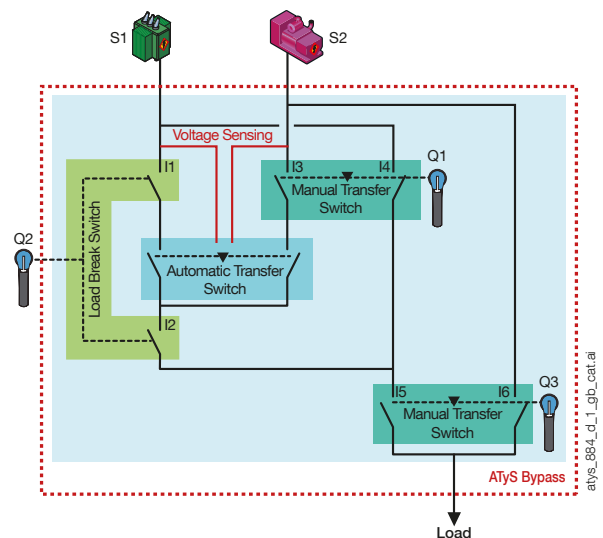 S1
S2
Voltage Sensing
I1
I3
I4
Q1
Manual Transfer
Switch
Q2
Load Break Switch
Automatic Transfer
Switch
I2
I5
I6
Q3
Manual Transfer
Switch
ATyS Bypass
Load
atys_884_d_1_gb_cat.ai